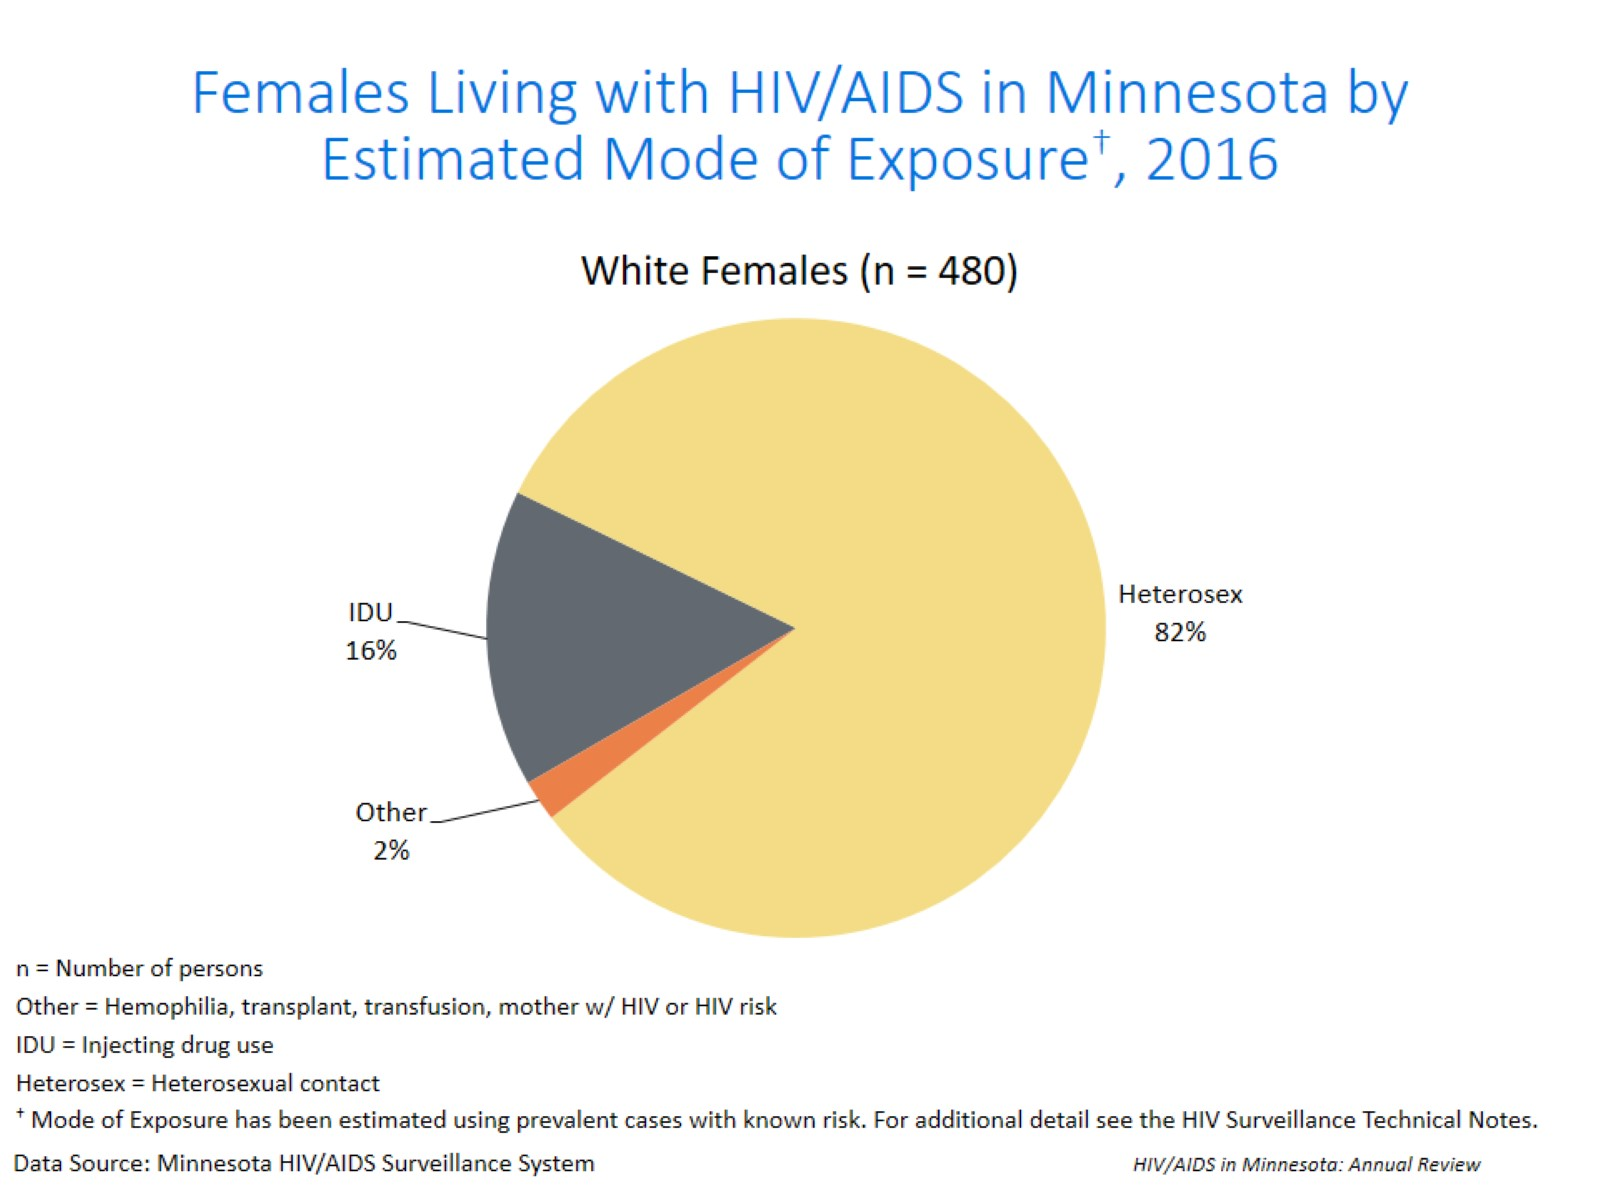 Females Living with HIV/AIDS in Minnesota by
Estimated Mode of Exposure†, 2016
White Females (n = 480)
Heterosex
82%
IDU
16%
Other
2%
n = Number of persons
Other = Hemophilia, transplant, transfusion, mother w/ HIV or HIV risk
IDU = Injecting drug use
Heterosex = Heterosexual contact
† Mode of Exposure has been estimated using prevalent cases with known risk. For additional detail see the HIV Surveillance Technical Notes.
Data Source: Minnesota HIV/AIDS Surveillance System
HIV/AIDS in Minnesota: Annual Review